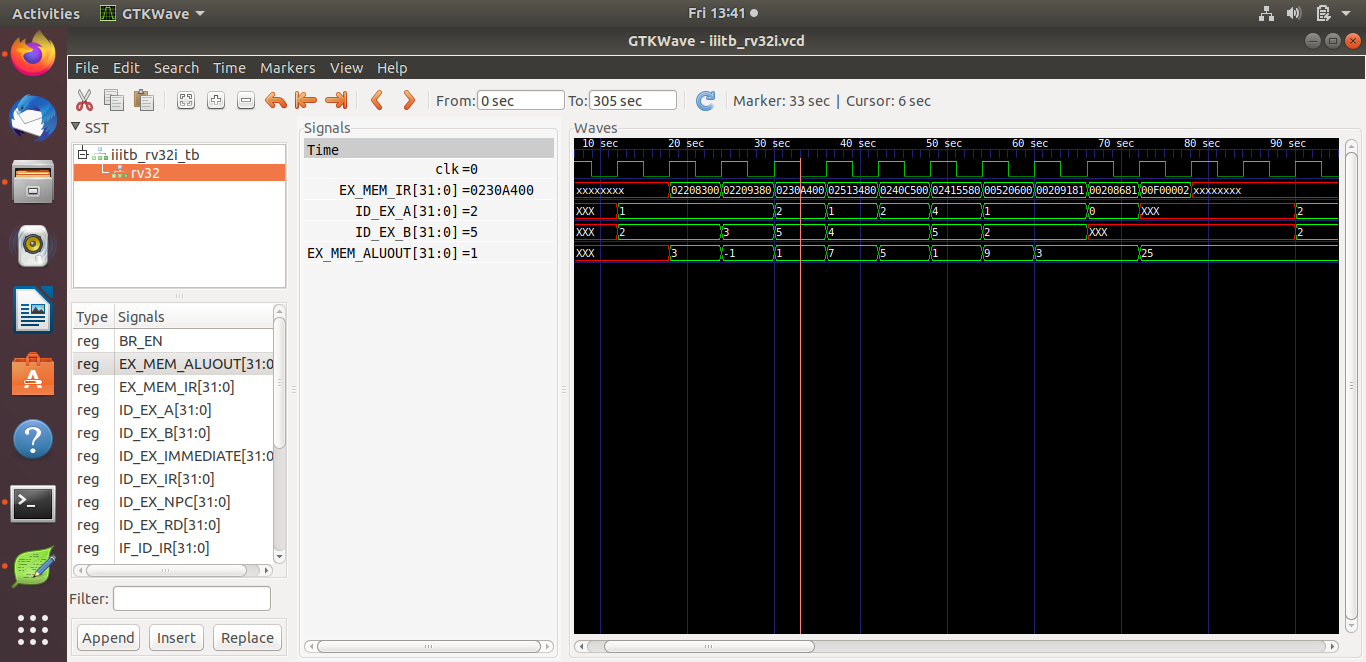 Activities GTKWave Fri 13:41
GTKWave - iiitb_rv32i.vcd
File Edit Search Time Markers View Help
From: 0 sec To: 305 sec Marker: 33 sec | Cursor: 6 sec
SST
iiitb_rv32i_tb
rv32
Type Signals
reg BR_EN
reg EX_MEM_ALUOUT[31:0
reg EX_MEM_IR[31:0]
reg ID_EX_A[31:0]
reg ID_EX_B[31:0]
reg ID_EX_IMMEDIATE[31:0
reg ID_EX_IR[31:0]
reg ID_EX_NPC[31:0]
reg ID_EX_RD[31:0]
reg IF_ID_IR[31:0]
Filter:
Append Insert Replace
Signals
Time
clk=0
EX_MEM_IR[31:0]=0230A400
ID_EX_A[31:0]=2
ID_EX_B[31:0]=5
EX_MEM_ALUOUT[31:0]=1
Waves
10 sec 20 sec 30 sec 40 sec 50 sec 60 sec 70 sec 80 sec 90 sec
xxxxxxxx 02208300 02209380 0230A400 02513480 0240C500 02415580 00520600 00209181 00208681 00F00002 xxxxxxxx
XXX 1 2 1 2 4 1 0 XXX 2
XXX 2 3 5 4 5 2 XXX 2
XXX 3 -1 1 7 5 1 9 3 25